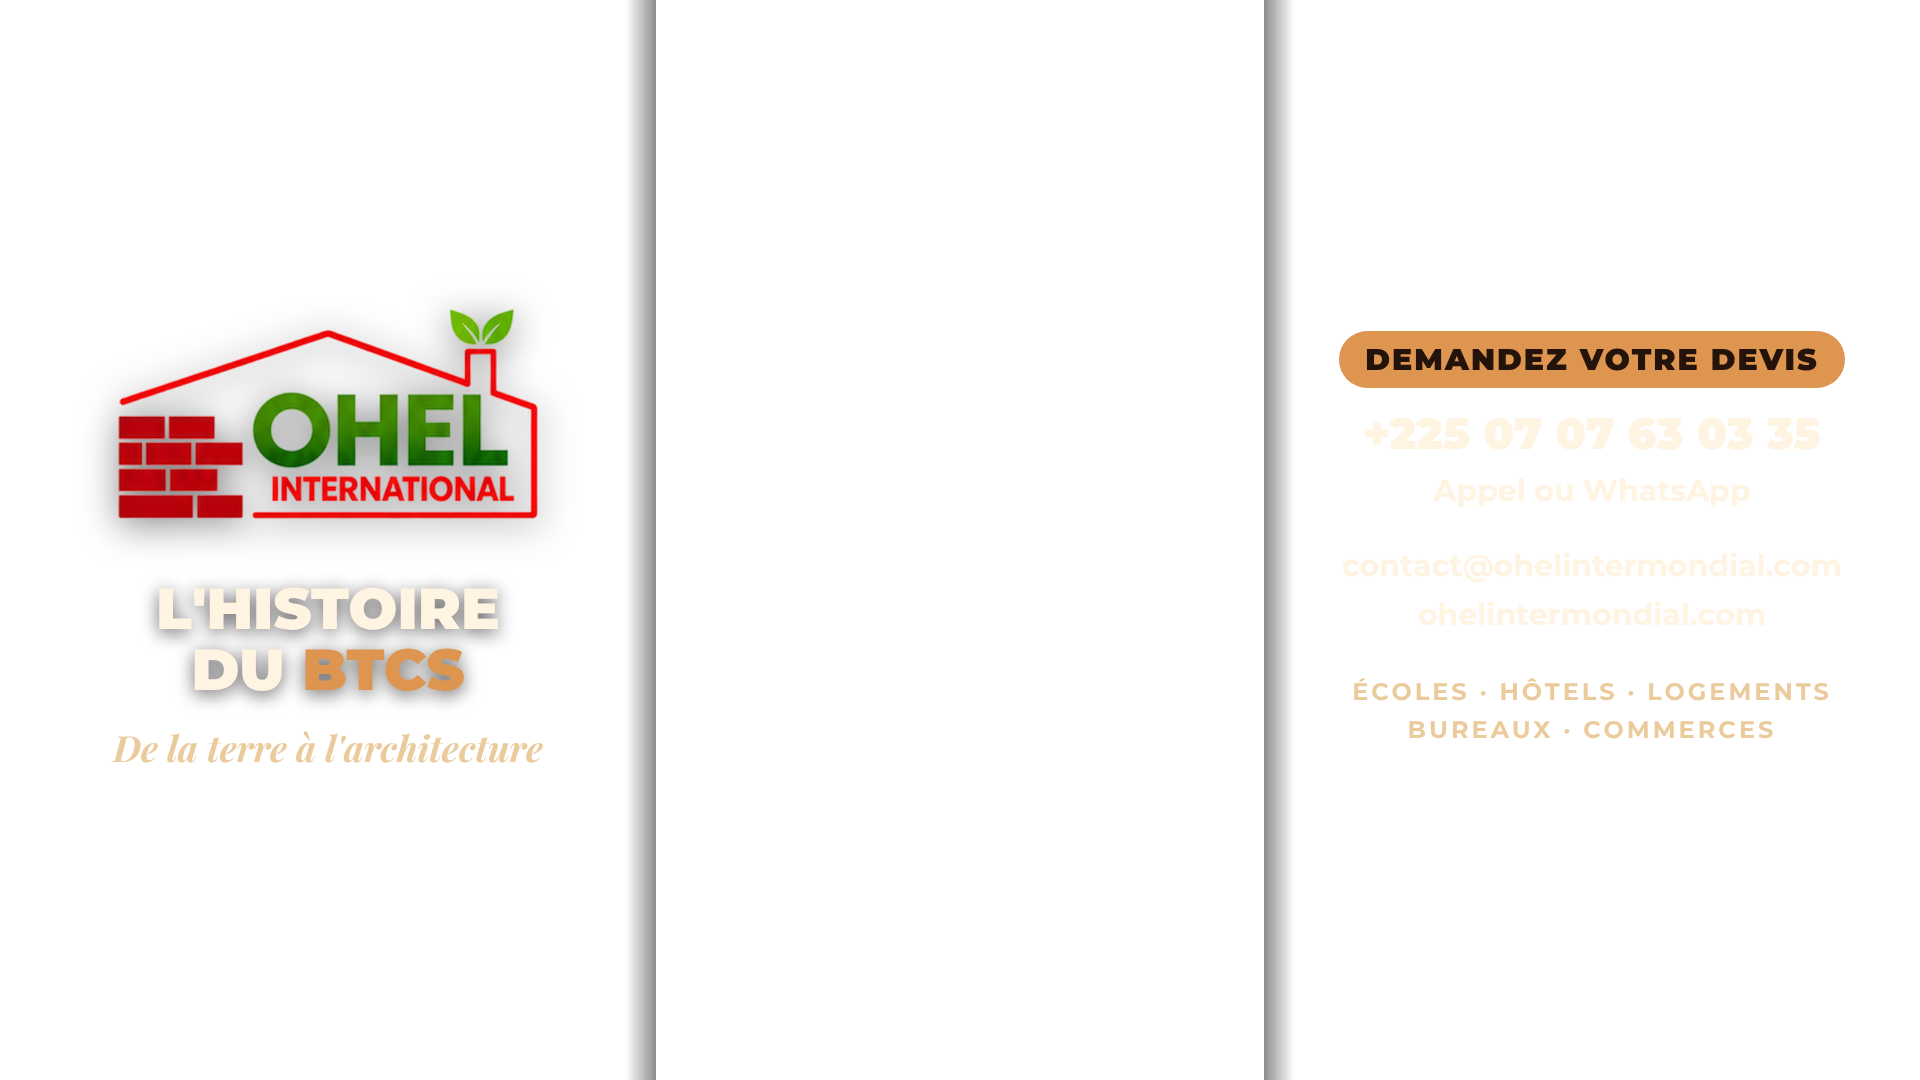 OHEL
INTERNATIONAL
L'HISTOIRE
DU BTCS
De la terre à l'architecture
DEMANDEZ VOTRE DEVIS
+225 07 07 63 03 35
Appel ou WhatsApp
contact@ohelintermondial.com
ohelintermondial.com
ÉCOLES · HÔTELS · LOGEMENTS
BUREAUX · COMMERCES